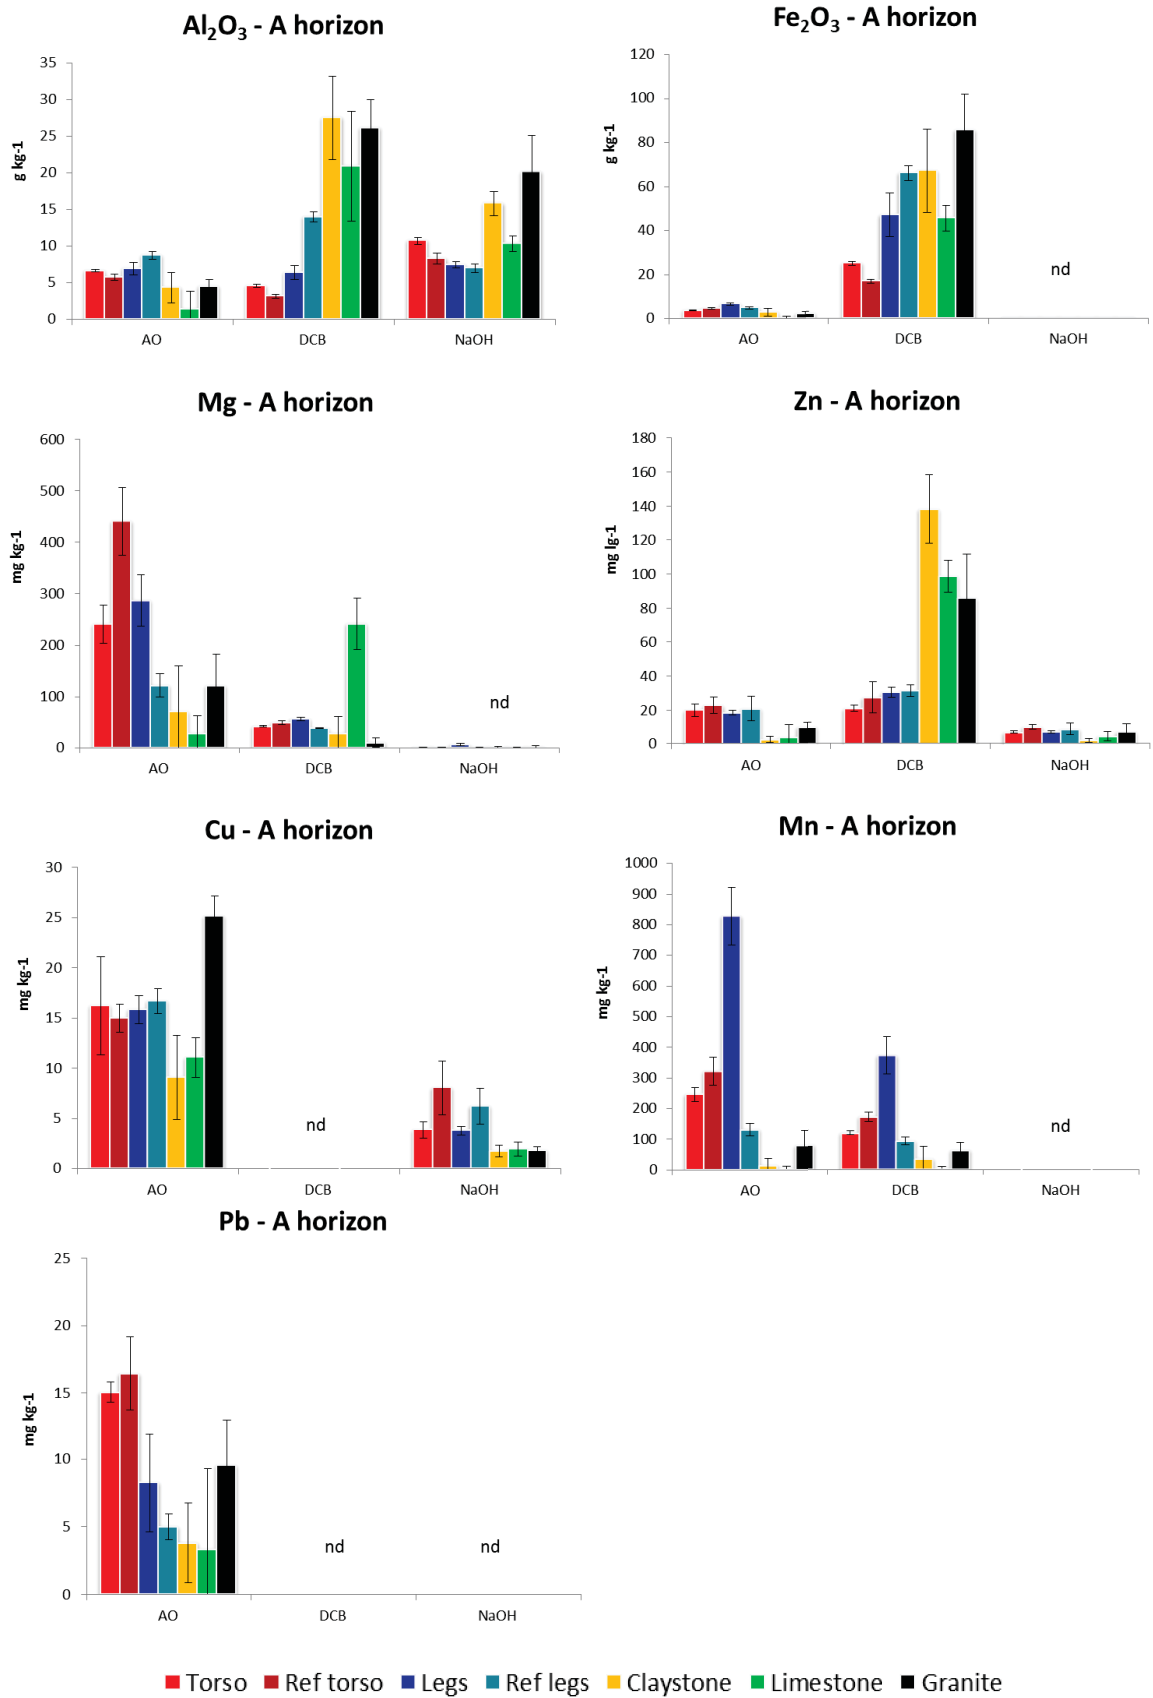 Al₂O₃ - A horizon
g kg-1
35
30
25
20
15
10
5
0
AO DCB NaOH
Fe₂O₃ - A horizon
g kg-1
120
100
80
60
40
20
0
nd
AO DCB NaOH
Mg - A horizon
mg kg-1
600
500
400
300
200
100
0
nd
AO DCB NaOH
Zn - A horizon
mg lg-1
180
160
140
120
100
80
60
40
20
0
AO DCB NaOH
Cu - A horizon
mg kg-1
30
25
20
15
10
5
0
nd
AO DCB NaOH
Mn - A horizon
mg kg-1
1000
900
800
700
600
500
400
300
200
100
0
nd
AO DCB NaOH
Pb - A horizon
mg kg-1
25
20
15
10
5
0
nd nd
AO DCB NaOH
Torso Ref torso Legs Ref legs Claystone Limestone Granite